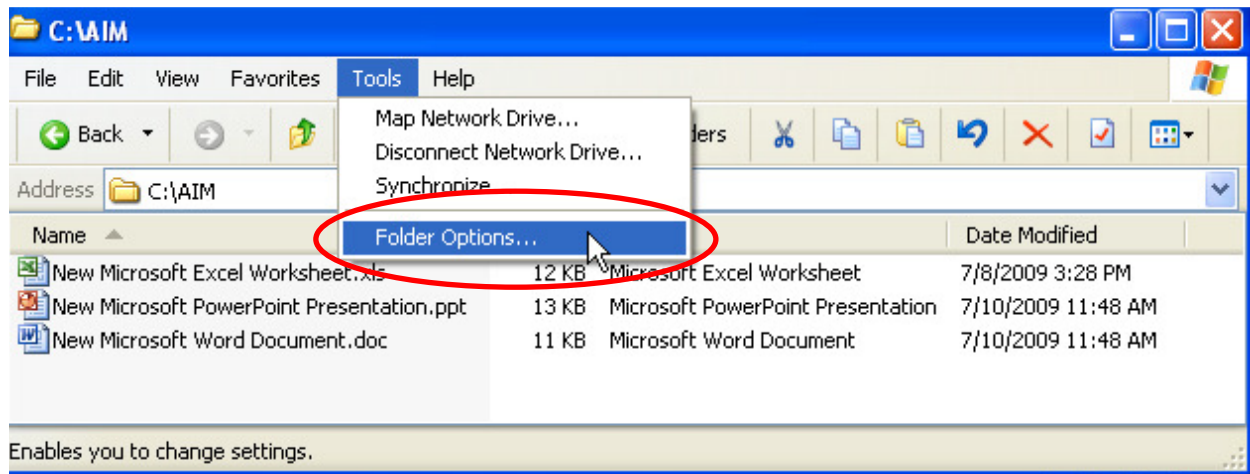 C:\AIM
File Edit View Favorites Tools Help
Back
Map Network Drive...
ders
Disconnect Network Drive...
Address C:\AIM
Synchronize
Name
Folder Options...
Date Modified
New Microsoft Excel Worksheet.xls 12 KB Microsoft Excel Worksheet 7/8/2009 3:28 PM
New Microsoft PowerPoint Presentation.ppt 13 KB Microsoft PowerPoint Presentation 7/10/2009 11:48 AM
New Microsoft Word Document.doc 11 KB Microsoft Word Document 7/10/2009 11:48 AM
Enables you to change settings.